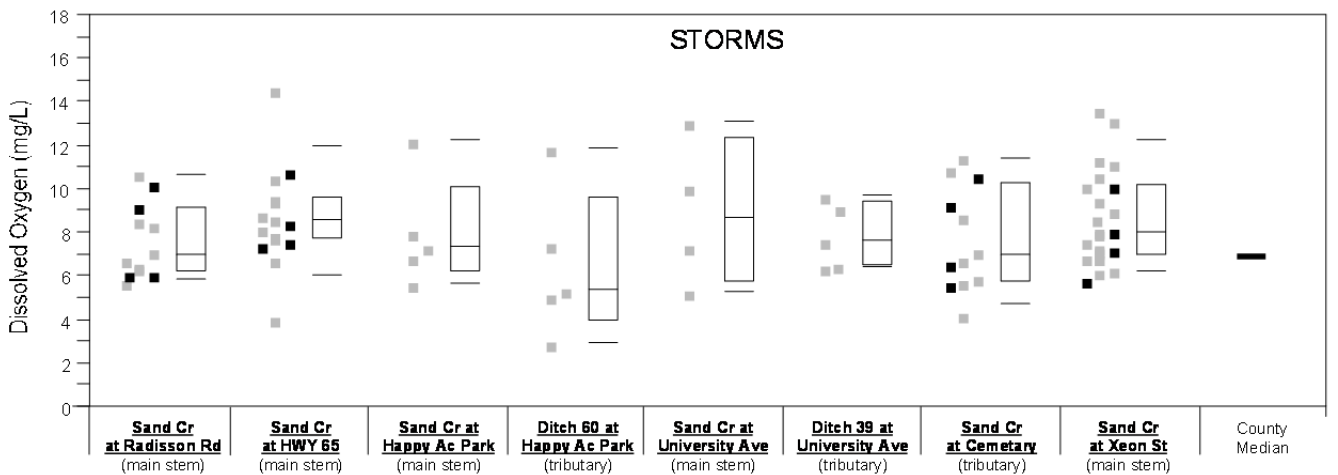 STORMS
Dissolved Oxygen (mg/L)
18
16
14
12
10
8
6
4
2
0
Sand Cr
at Radisson Rd
(main stem)
Sand Cr
at HWY 65
(main stem)
Sand Cr at
Happy Ac Park
(main stem)
Ditch 60 at
Happy Ac Park
(tributary)
Sand Cr at
University Ave
(main stem)
Ditch 39 at
University Ave
(tributary)
Sand Cr
at Cemetary
(tributary)
Sand Cr
at Xeon St
(main stem)
County
Median